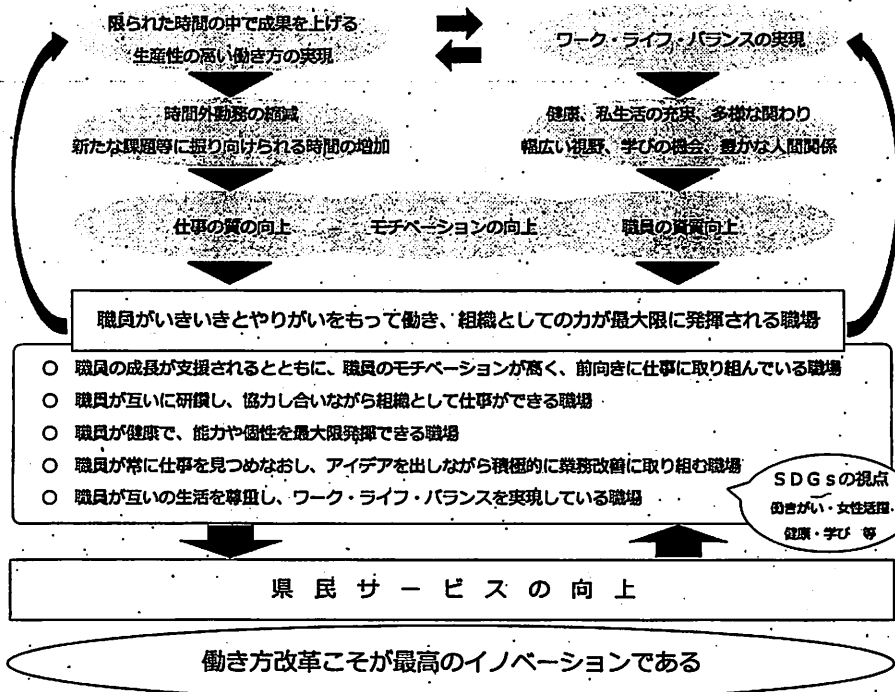 限られた時間の中で成果を上げる
生産性の高い働き方の実現
ワーク・ライフ・バランスの実現
時間外勤務の縮減
新たな課題等に振り向けられる時間の増加
健康、私生活の充実、多様な関わり
幅広い視野、学びの機会、豊かな人間関係
仕事の質の向上
モチベーションの向上
職員の資質向上
職員がいきいきとやりがいをもって働き、組織としての力が最大限に発揮される職場
○ 職員の成長が支援されるとともに、職員のモチベーションが高く、前向きに仕事に取り組んでいる職場
○ 職員が互いに研鑽し、協力し合いながら組織として仕事ができる職場
○ 職員が健康で、能力や個性を最大限発揮できる職場
○ 職員が常に仕事を見つめなおし、アイデアを出しながら積極的に業務改善に取り組む職場
○ 職員が互いの生活を尊重し、ワーク・ライフ・バランスを実現している職場
SDGsの視点
働きがい・女性活躍・
健康・学び 等
県民サービスの向上
働き方改革こそが最高のイノベーションである